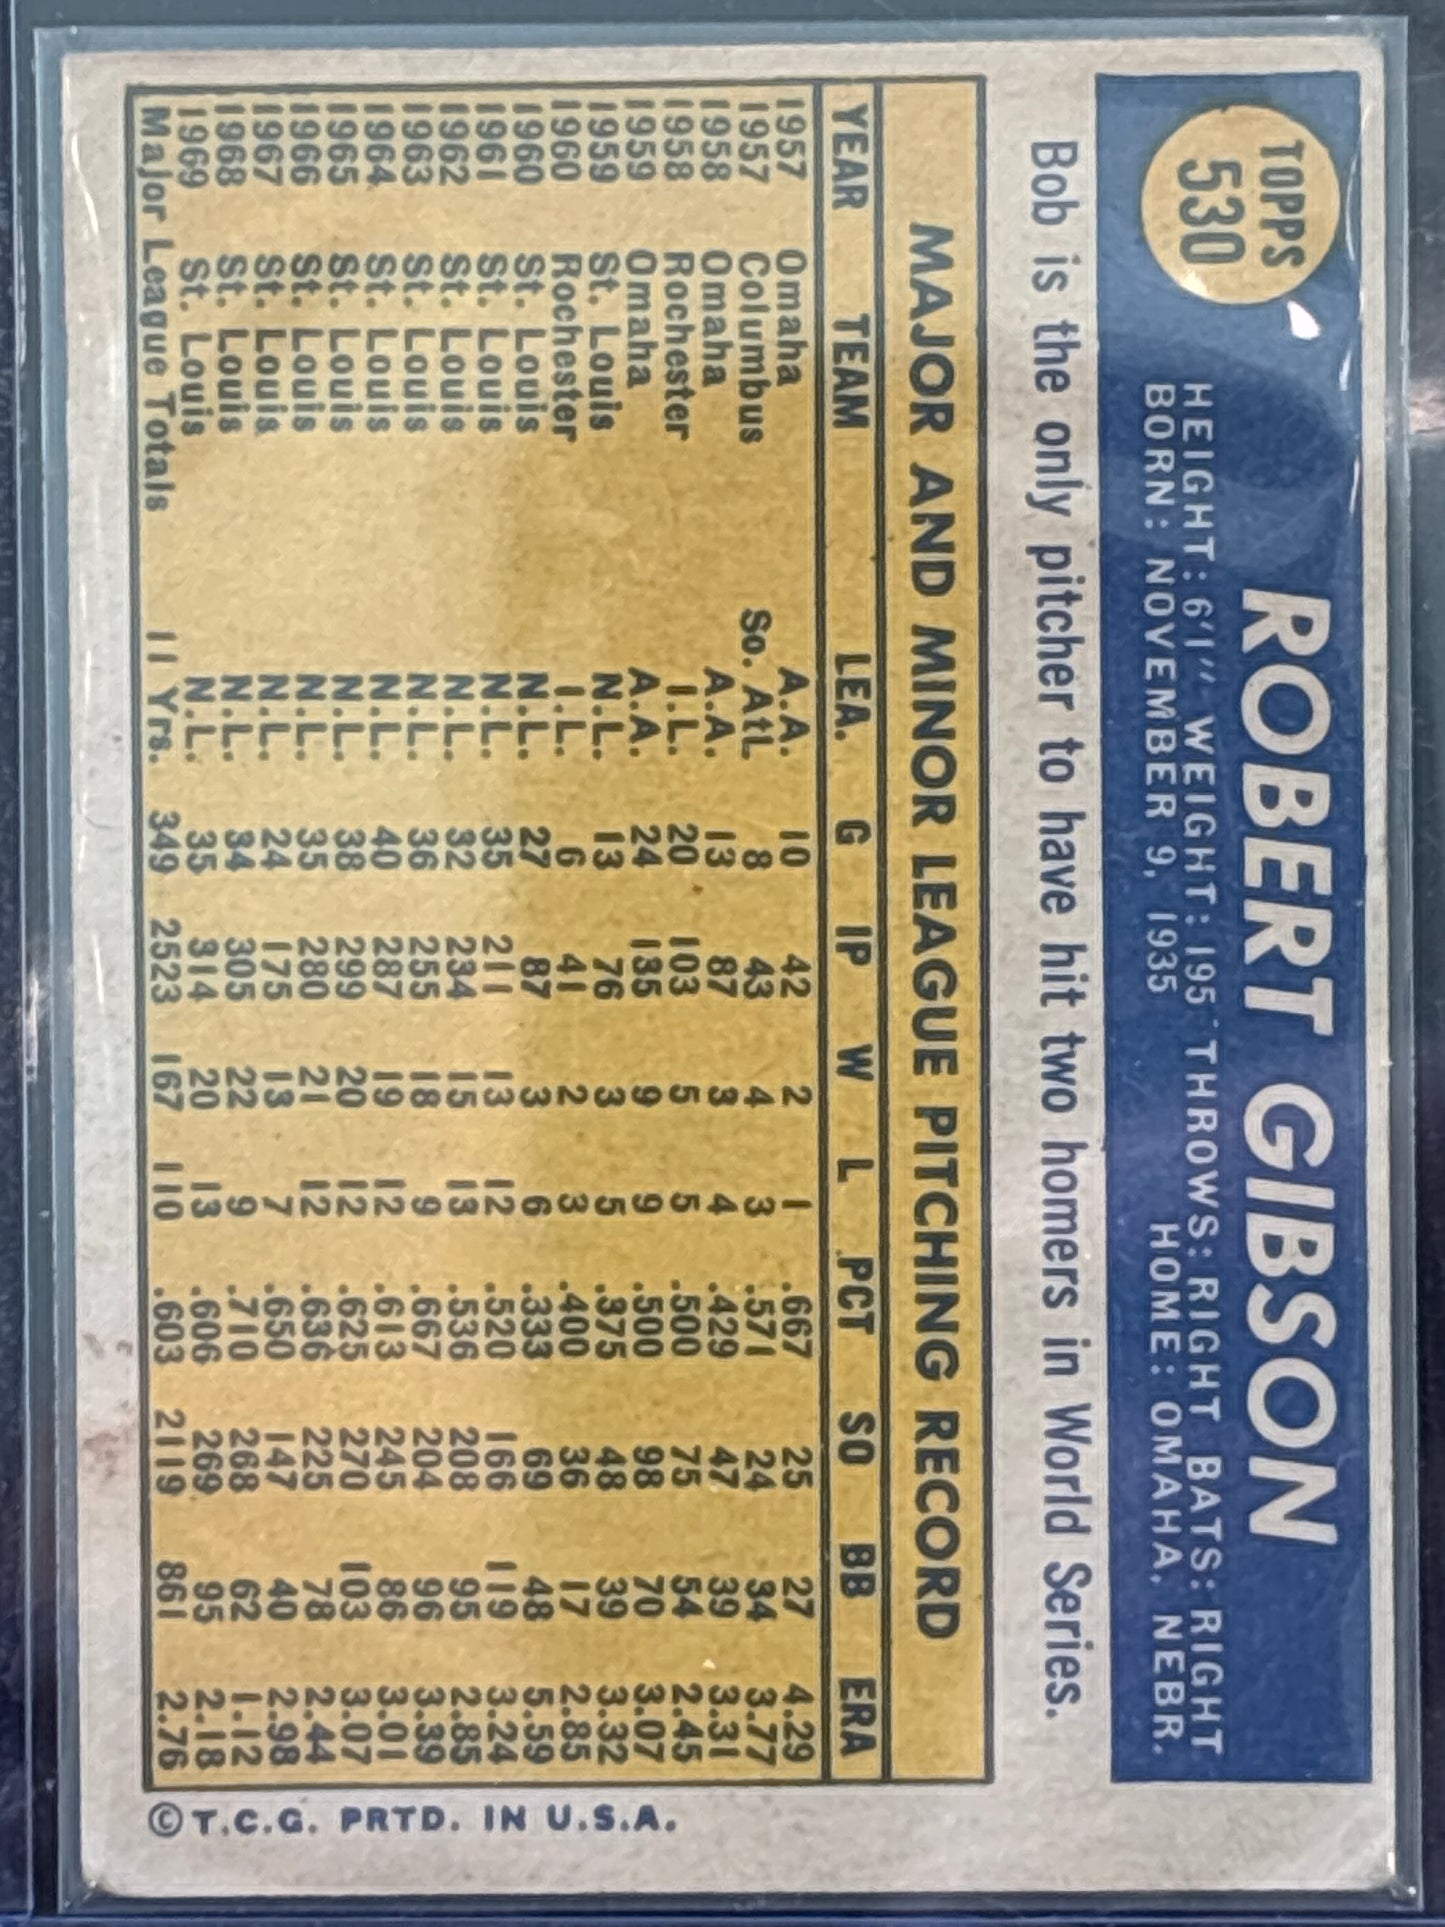 TOPPS
530
ROBERT GIBSON
HEIGHT: 6'1" WEIGHT: 195 THROWS: RIGHT BATS: RIGHT
BORN: NOVEMBER 9, 1935 HOME: OMAHA, NEBR.
Bob is the only pitcher to have hit two homers in World Series.
MAJOR AND MINOR LEAGUE PITCHING RECORD
YEAR TEAM LEA. G IP W L PCT SO BB ERA
1957 Omaha A.A. 10 42 2 1 .667 25 27 4.29
1957 Columbus So. Atl. 8 43 4 3 .571 24 34 3.77
1958 Omaha A.A. 13 87 3 4 .429 47 39 3.31
1958 Rochester I.L. 20 103 5 5 .500 75 54 2.45
1959 Omaha A.A. 24 135 9 9 .500 98 70 3.07
1959 St. Louis N.L. 13 76 3 5 .375 48 39 3.32
1960 Rochester I.L. 6 41 2 3 .400 36 17 2.85
1960 St. Louis N.L. 27 87 3 6 .333 69 48 5.59
1961 St. Louis N.L. 35 211 13 12 .520 166 119 3.24
1962 St. Louis N.L. 32 234 15 13 .536 208 95 2.85
1963 St. Louis N.L. 36 255 18 9 .667 204 96 3.39
1964 St. Louis N.L. 40 287 19 12 .613 245 86 3.01
1965 St. Louis N.L. 38 299 20 12 .625 270 103 3.07
1966 St. Louis N.L. 35 280 21 12 .636 225 78 2.44
1967 St. Louis N.L. 24 175 13 7 .650 147 40 2.98
1968 St. Louis N.L. 34 305 22 9 .710 268 62 1.12
1969 St. Louis N.L. 35 314 20 13 .606 269 95 2.18
Major League Totals 11 Yrs. 349 2523 167 110 .603 2119 861 2.76
© T.C.G. PRTD. IN U.S.A.